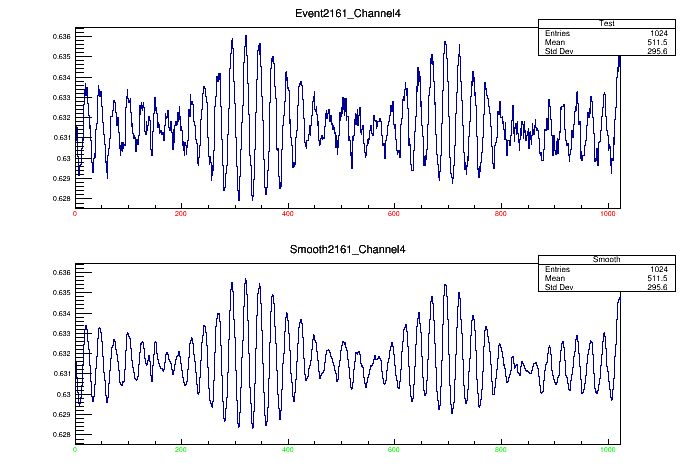 Event2161_Channel4
Test
Entries 1024
Mean 511.5
Std Dev 295.6
0.636
0.635
0.634
0.633
0.632
0.631
0.63
0.629
0.628
0 200 400 600 800 1000
Smooth2161_Channel4
Smooth
Entries 1024
Mean 511.5
Std Dev 295.6
0.636
0.635
0.634
0.633
0.632
0.631
0.63
0.629
0.628
0 200 400 600 800 1000